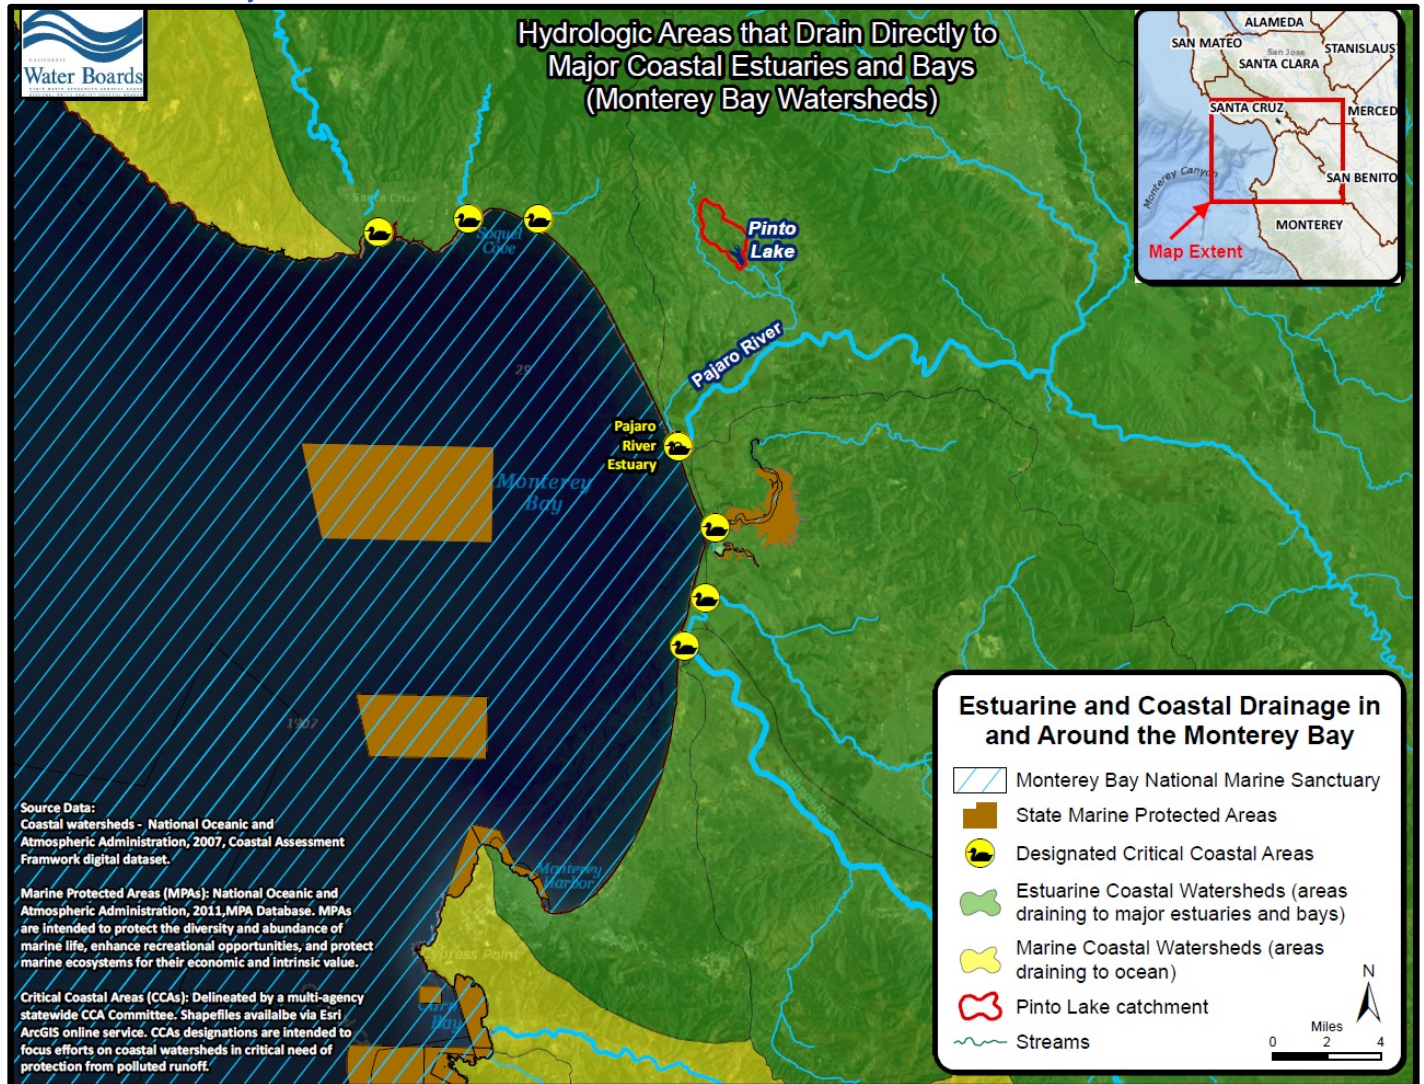 CALIFORNIA
Water Boards
Hydrologic Areas that Drain Directly to
Major Coastal Estuaries and Bays
(Monterey Bay Watersheds)
ALAMEDA
SAN MATEO
San Jose
STANISLAUS
SANTA CLARA
SANTA CRUZ
MERCED
Monterey Canyon
SAN BENITO
MONTEREY
Map Extent
Santa Cruz
Soquel
Cove
Pinto
Lake
Pajaro River
Pajaro
River
Estuary
Monterey
Bay
Salinas River
Monterey
Harbor
Cypress Point
Bay
Source Data:
Coastal watersheds - National Oceanic and
Atmospheric Administration, 2007, Coastal Assessment
Framwork digital dataset.
Marine Protected Areas (MPAs): National Oceanic and
Atmospheric Administration, 2011,MPA Database. MPAs
are intended to protect the diversity and abundance of
marine life, enhance recreational opportunities, and protect
marine ecosystems for their economic and intrinsic value.
Critical Coastal Areas (CCAs): Delineated by a multi-agency
statewide CCA Committee. Shapefiles availalbe via Esri
ArcGIS online service. CCAs designations are intended to
focus efforts on coastal watersheds in critical need of
protection from polluted runoff.
Estuarine and Coastal Drainage in
and Around the Monterey Bay
Monterey Bay National Marine Sanctuary
State Marine Protected Areas
Designated Critical Coastal Areas
Estuarine Coastal Watersheds (areas
draining to major estuaries and bays)
Marine Coastal Watersheds (areas
draining to ocean)
Pinto Lake catchment
Streams
N
Miles
0 2 4